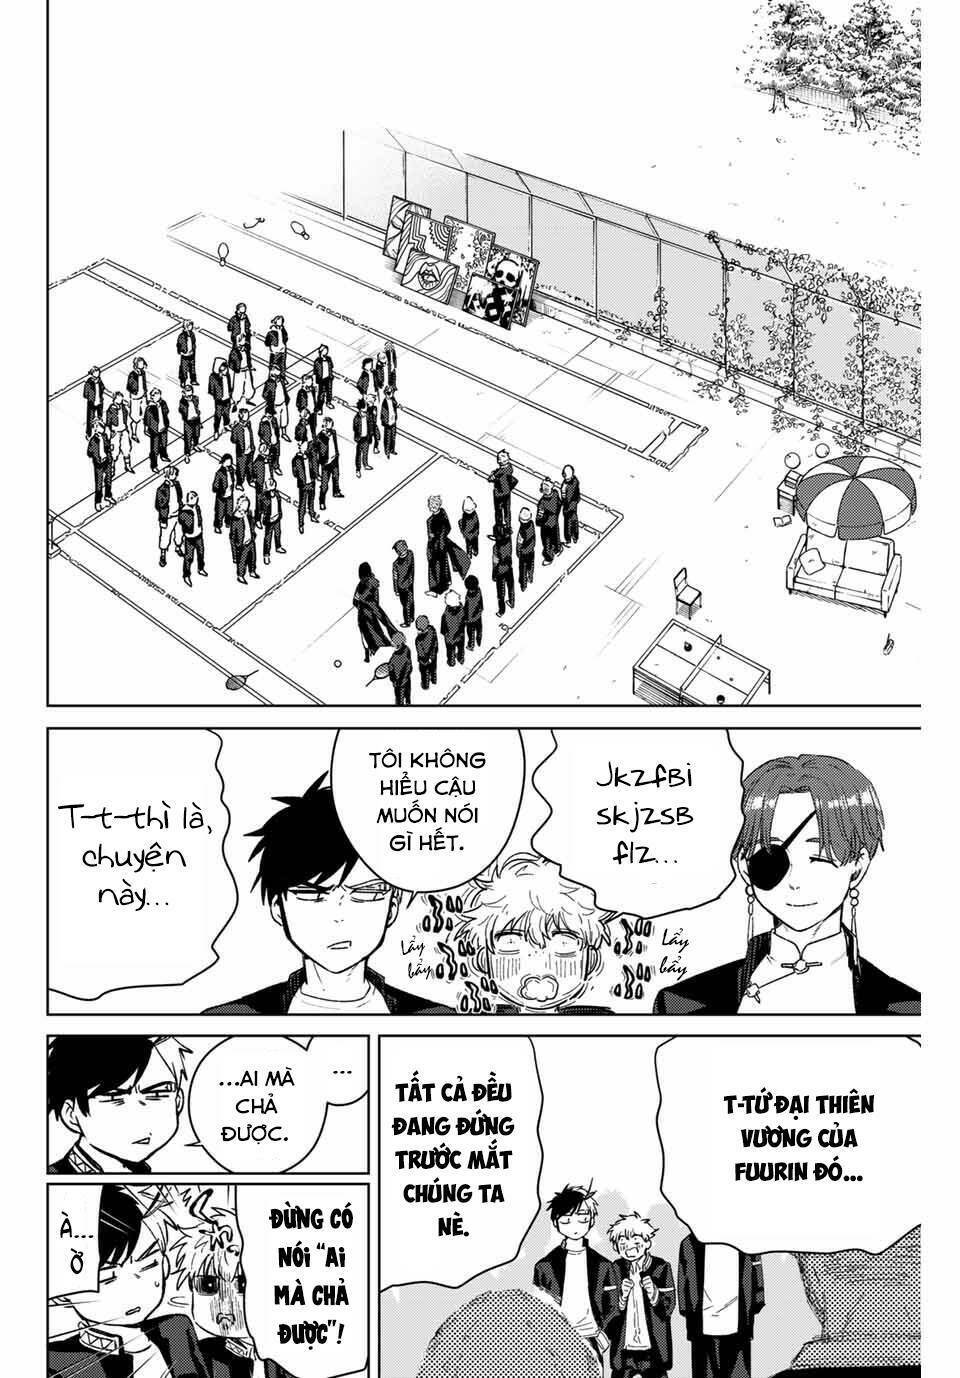 JkzfBi
skjzsB
flz...
TÔI KHÔNG
HIỂU CẬU
MUỐN NÓI
GÌ HẾT.
T-t-thì là,
chuyện
này...
Lẩy
bẩy
Lẩy
bẩy
T-TỨ ĐẠI THIÊN
VƯƠNG CỦA
FUURIN ĐÓ...
TẤT CẢ ĐỀU
ĐANG ĐỨNG
TRƯỚC MẮT
CHÚNG TA
NÈ.
...
...AI MÀ
CHẢ
ĐƯỢC.
ĐỪNG CÓ
NÓI “AI
MÀ CHẢ
ĐƯỢC”!
À...
Ờ